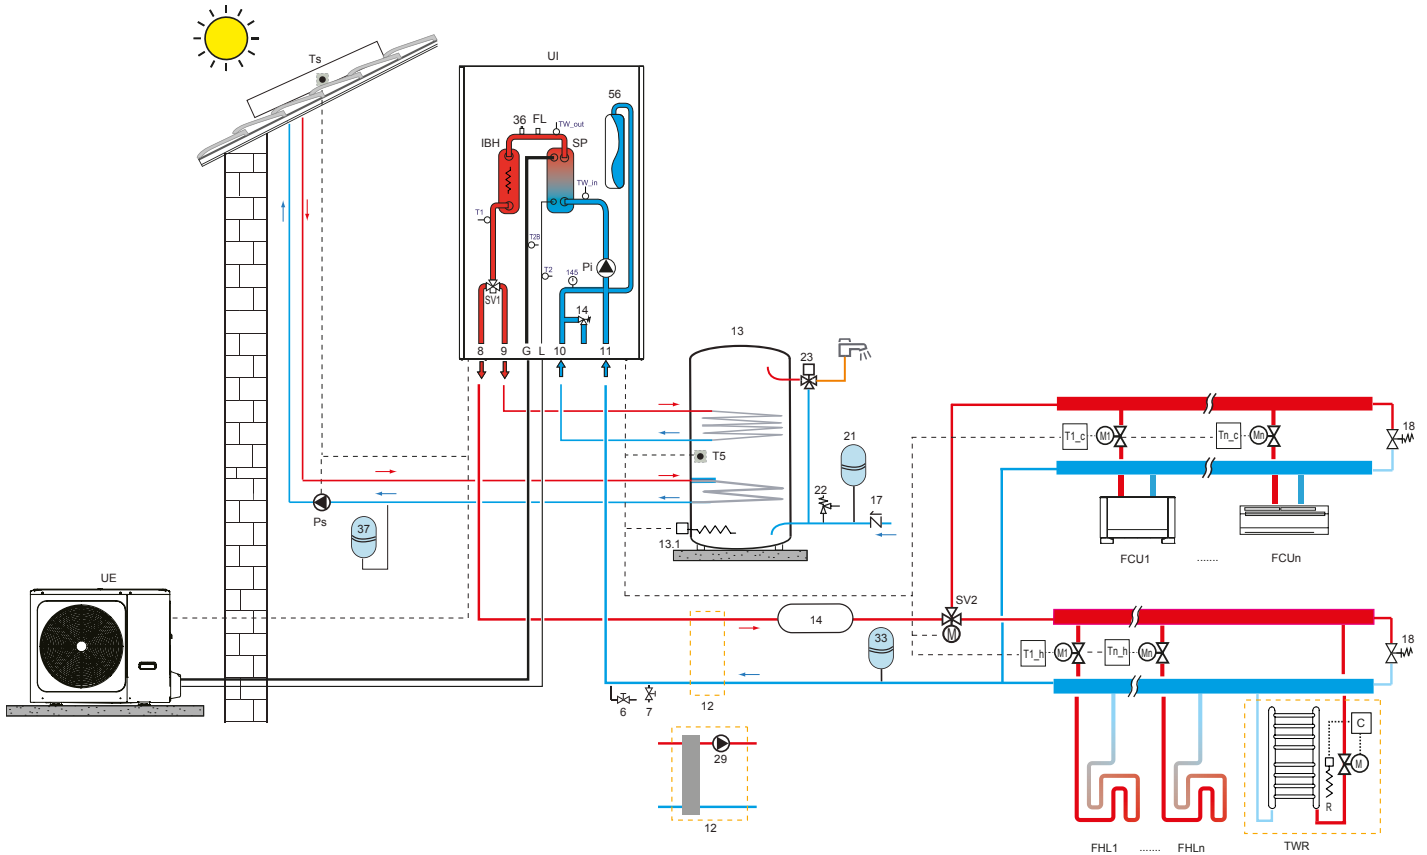 Ts
UI
56
36
FL
TW_out
IBH
SP
TW_in
T1
T2B
T2
145
Pi
SV1
14
8
9
G
L
10
11
13
23
T5
21
22
17
13.1
Ps
37
UE
T1_c
M1
Tn_c
Mn
18
FCU1
.......
FCUn
SV2
M
14
33
T1_h
M1
Tn_h
Mn
18
6
7
12
29
12
C
M
R
FHL1
.......
FHLn
TWR